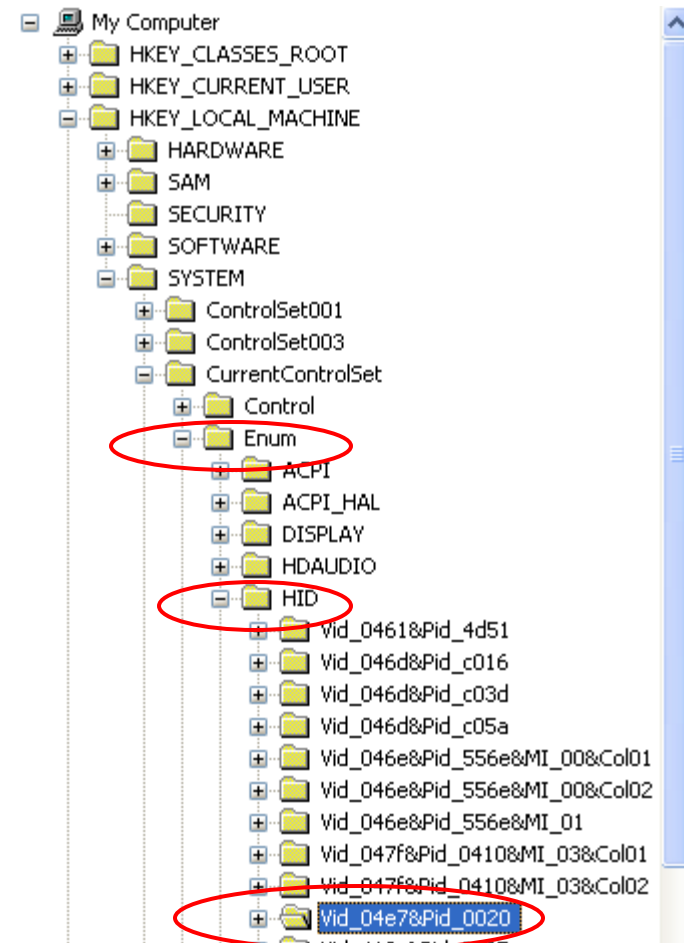 My Computer
HKEY_CLASSES_ROOT
HKEY_CURRENT_USER
HKEY_LOCAL_MACHINE
HARDWARE
SAM
SECURITY
SOFTWARE
SYSTEM
ControlSet001
ControlSet003
CurrentControlSet
Control
Enum
ACPI
ACPI_HAL
DISPLAY
HDAUDIO
HID
Vid_0461&Pid_4d51
Vid_046d&Pid_c016
Vid_046d&Pid_c03d
Vid_046d&Pid_c05a
Vid_046e&Pid_556e&MI_00&Col01
Vid_046e&Pid_556e&MI_00&Col02
Vid_046e&Pid_556e&MI_01
Vid_047f&Pid_0410&MI_03&Col01
Vid_047f&Pid_0410&MI_03&Col02
Vid_04e7&Pid_0020